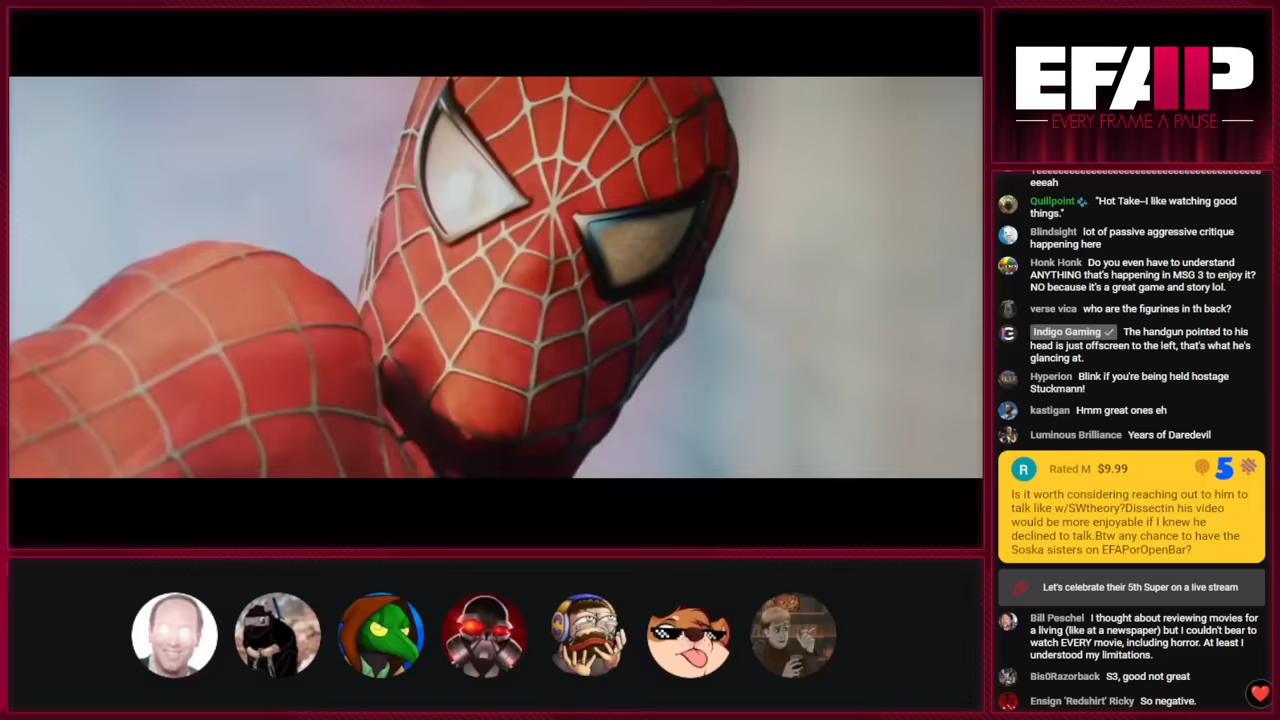 EFAP
EVERY FRAME A PAUSE
eeeah
Quillpoint "Hot Take–I like watching good
things."
Blindsight lot of passive aggressive critique
happening here
Honk Honk Do you even have to understand
ANYTHING that's happening in MSG 3 to enjoy it?
NO because it's a great game and story lol.
verse vica who are the figurines in th back?
Indigo Gaming The handgun pointed to his
head is just offscreen to the left, that's what he's
glancing at.
Hyperion Blink if you're being held hostage
Stuckmann!
kastigan Hmm great ones eh
Luminous Brilliance Years of Daredevil
R Rated M $9.99 5
Is it worth considering reaching out to him to
talk like w/SWtheory?Dissectin his video
would be more enjoyable if I knew he
declined to talk.Btw any chance to have the
Soska sisters on EFAPorOpenBar?
Let's celebrate their 5th Super on a live stream
Bill Peschel I thought about reviewing movies for
a living (like at a newspaper) but I couldn't bear to
watch EVERY movie, including horror. At least I
understood my limitations.
Bis0Razorback S3, good not great
Ensign 'Redshirt' Ricky So negative.